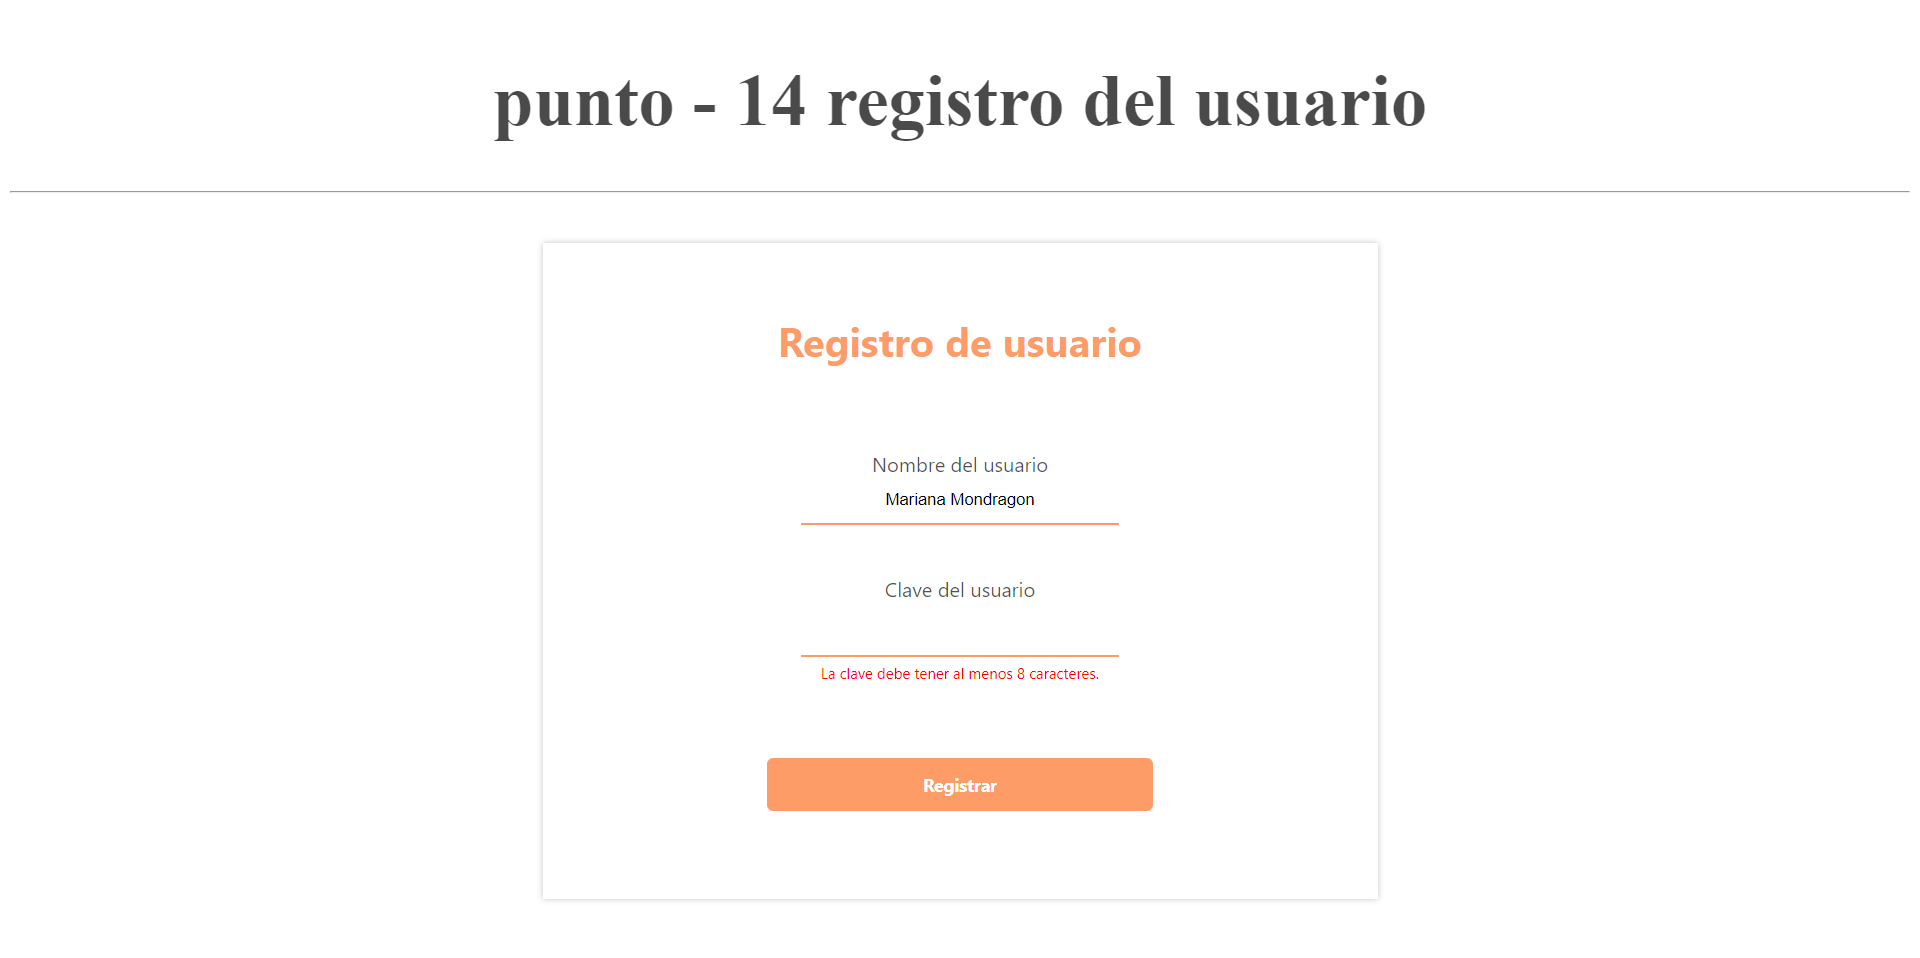 punto - 14 registro del usuario
Registro de usuario
Nombre del usuario
Mariana Mondragon
Clave del usuario
La clave debe tener al menos 8 caracteres.
Registrar